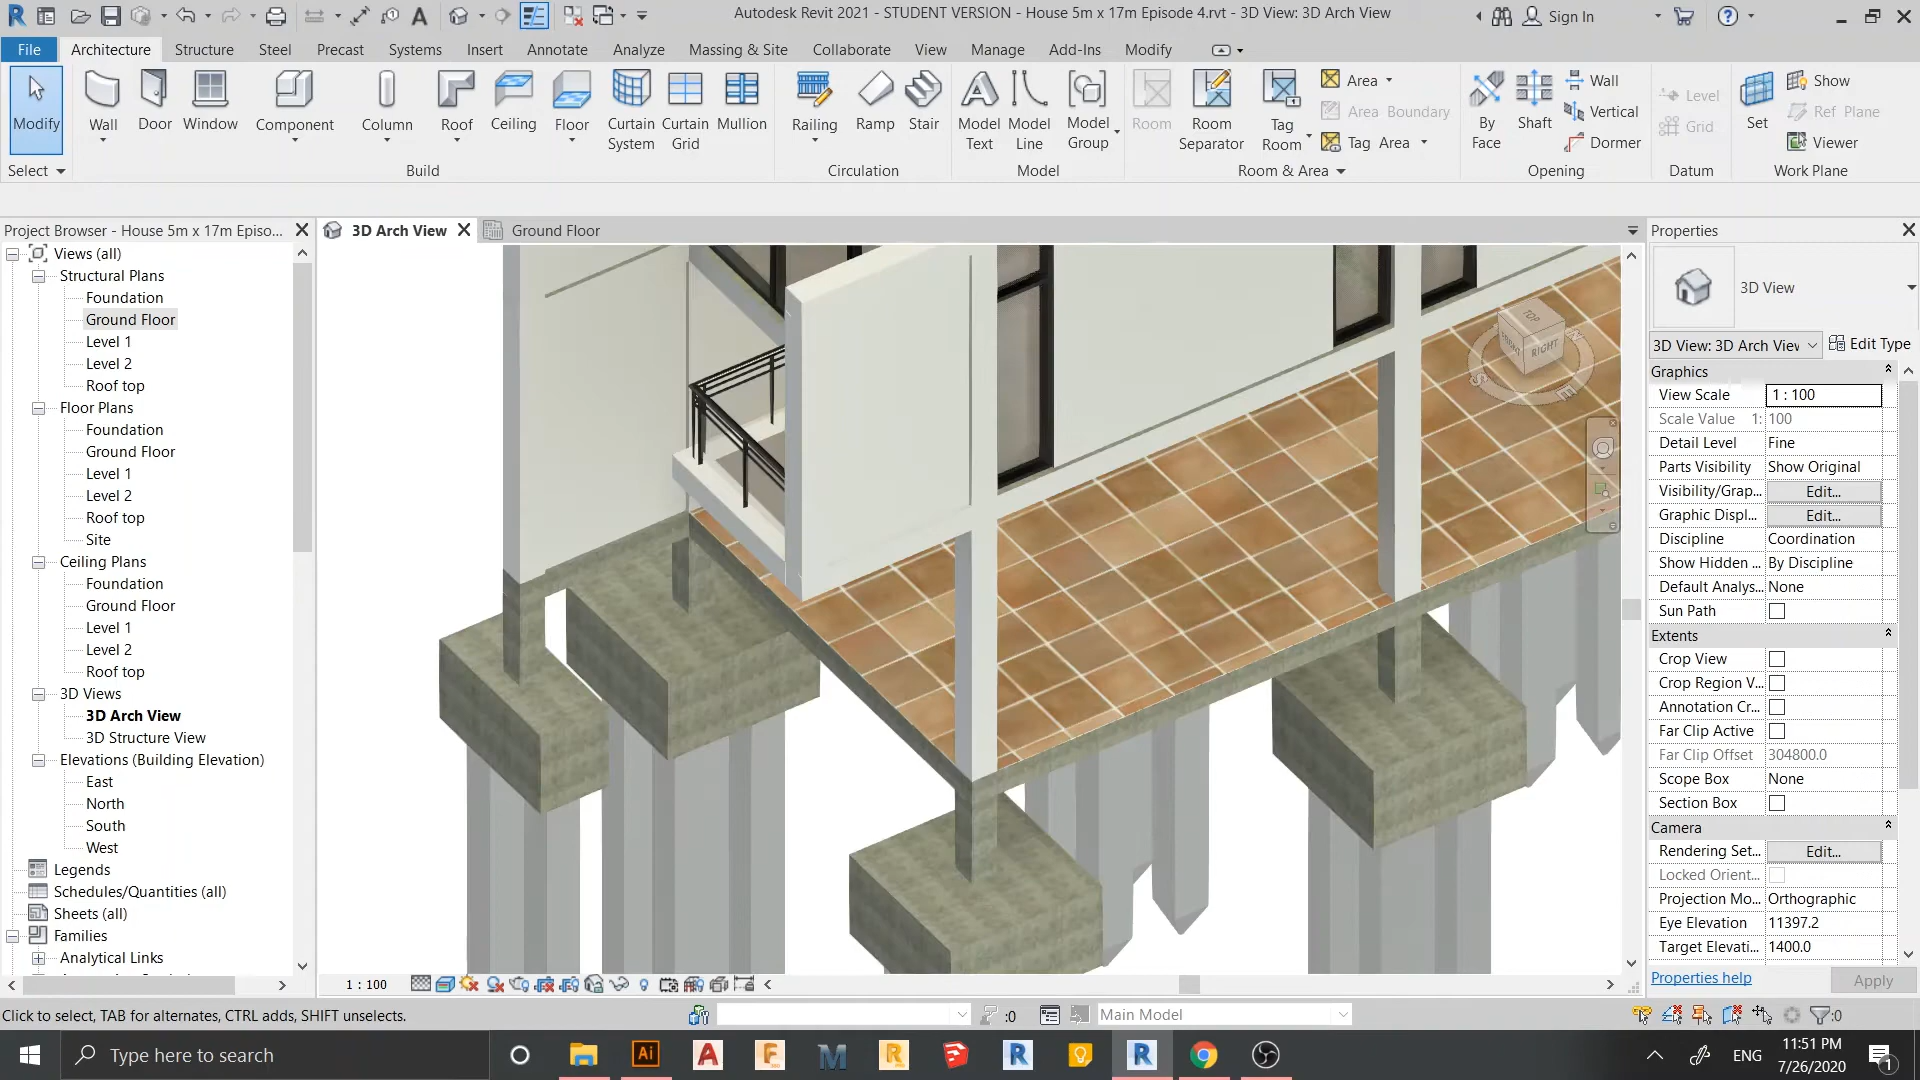 Autodesk Revit 2021 - STUDENT VERSION - House 5m x 17m Episode 4.rvt - 3D View: 3D Arch View
Sign In
File Architecture Structure Steel Precast Systems Insert Annotate Analyze Massing & Site Collaborate View Manage Add-Ins Modify
Modify Wall Door Window Component Column Roof Ceiling Floor Curtain System Curtain Grid Mullion Railing Ramp Stair Model Text Model Line Model Group Room Room Separator Tag Room
Area
Area Boundary
Tag Area
By Face Shaft
Wall
Vertical
Dormer
Level
Grid
Set
Show
Ref Plane
Viewer
Select Build Circulation Model Room & Area Opening Datum Work Plane
Project Browser - House 5m x 17m Episo...
Views (all)
Structural Plans
Foundation
Ground Floor
Level 1
Level 2
Roof top
Floor Plans
Foundation
Ground Floor
Level 1
Level 2
Roof top
Site
Ceiling Plans
Foundation
Ground Floor
Level 1
Level 2
Roof top
3D Views
3D Arch View
3D Structure View
Elevations (Building Elevation)
East
North
South
West
Legends
Schedules/Quantities (all)
Sheets (all)
Families
Analytical Links
3D Arch View Ground Floor
TOP
RIGHT
Properties
3D View
3D View: 3D Arch View Edit Type
Graphics
View Scale 1 : 100
Scale Value 1: 100
Detail Level Fine
Parts Visibility Show Original
Visibility/Grap... Edit...
Graphic Displ... Edit...
Discipline Coordination
Show Hidden ... By Discipline
Default Analys... None
Sun Path
Extents
Crop View
Crop Region V...
Annotation Cr...
Far Clip Active
Far Clip Offset 304800.0
Scope Box None
Section Box
Camera
Rendering Set... Edit...
Locked Orient...
Projection Mo... Orthographic
Eye Elevation 11397.2
Target Elevati... 1400.0
Properties help Apply
1 : 100
Click to select, TAB for alternates, CTRL adds, SHIFT unselects.
:0
Main Model
:0
Type here to search
ENG
11:51 PM
7/26/2020
1